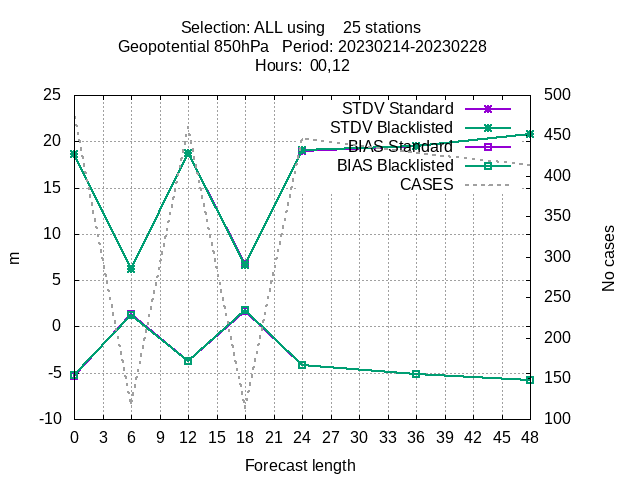 Selection: ALL using    25 stations
Geopotential 850hPa   Period: 20230214-20230228
Hours:  00,12
STDV Standard
STDV Blacklisted
BIAS Standard
BIAS Blacklisted
CASES
25
20
15
10
5
0
-5
-10
m
500
450
400
350
300
250
200
150
100
No cases
0 3 6 9 12 15 18 21 24 27 30 33 36 39 42 45 48
Forecast length